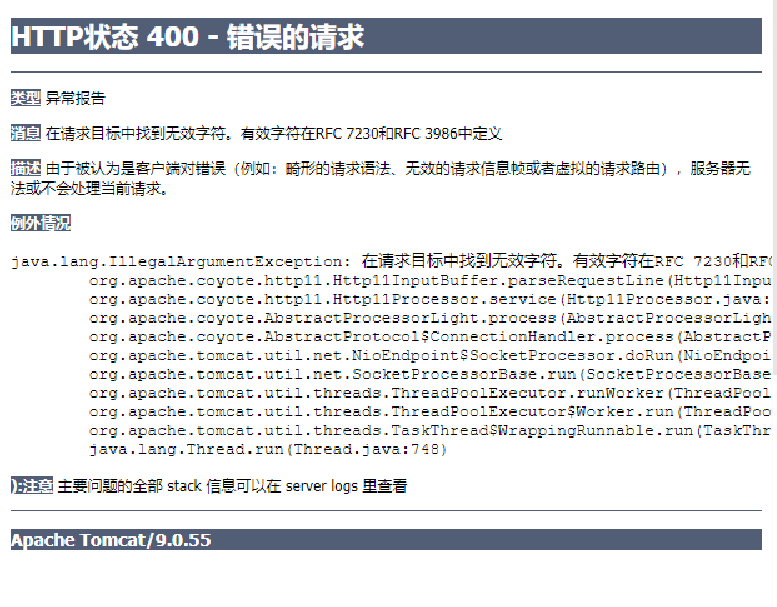 HTTP状态 400 - 错误的请求
类型 异常报告
消息 在请求目标中找到无效字符。有效字符在RFC 7230和RFC 3986中定义
描述 由于被认为是客户端对错误（例如：畸形的请求语法、无效的请求信息帧或者虚拟的请求路由），服务器无
法或不会处理当前请求。
例外情况
java.lang.IllegalArgumentException: 在请求目标中找到无效字符。有效字符在RFC 7230和RFC
org.apache.coyote.http11.Http11InputBuffer.parseRequestLine(Http11Inpu
org.apache.coyote.http11.Http11Processor.service(Http11Processor.java:
org.apache.coyote.AbstractProcessorLight.process(AbstractProcessorLigh
org.apache.coyote.AbstractProtocol$ConnectionHandler.process(AbstractP
org.apache.tomcat.util.net.NioEndpoint$SocketProcessor.doRun(NioEndpoi
org.apache.tomcat.util.net.SocketProcessorBase.run(SocketProcessorBase
org.apache.tomcat.util.threads.ThreadPoolExecutor.runWorker(ThreadPool
org.apache.tomcat.util.threads.ThreadPoolExecutor$Worker.run(ThreadPoo
org.apache.tomcat.util.threads.TaskThread$WrappingRunnable.run(TaskThr
java.lang.Thread.run(Thread.java:748)
):注意 主要问题的全部 stack 信息可以在 server logs 里查看
Apache Tomcat/9.0.55